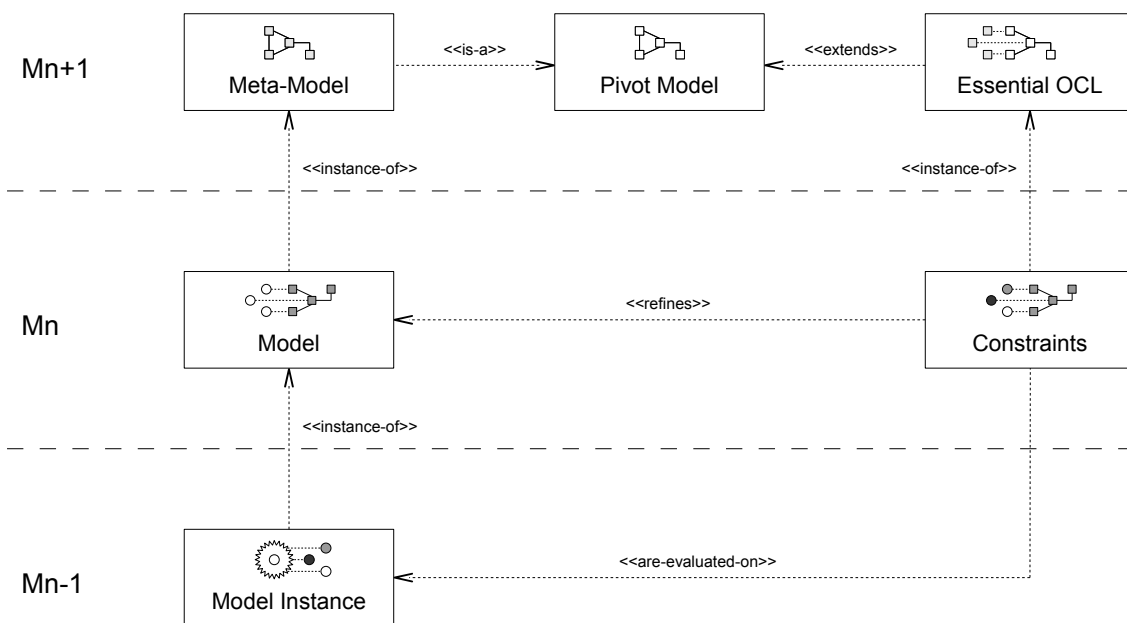 Mn+1
Meta-Model
<<is-a>>
Pivot Model
<<extends>>
Essential OCL
<<instance-of>>
<<instance-of>>
Mn
Model
<<refines>>
Constraints
<<instance-of>>
Mn-1
Model Instance
<<are-evaluated-on>>